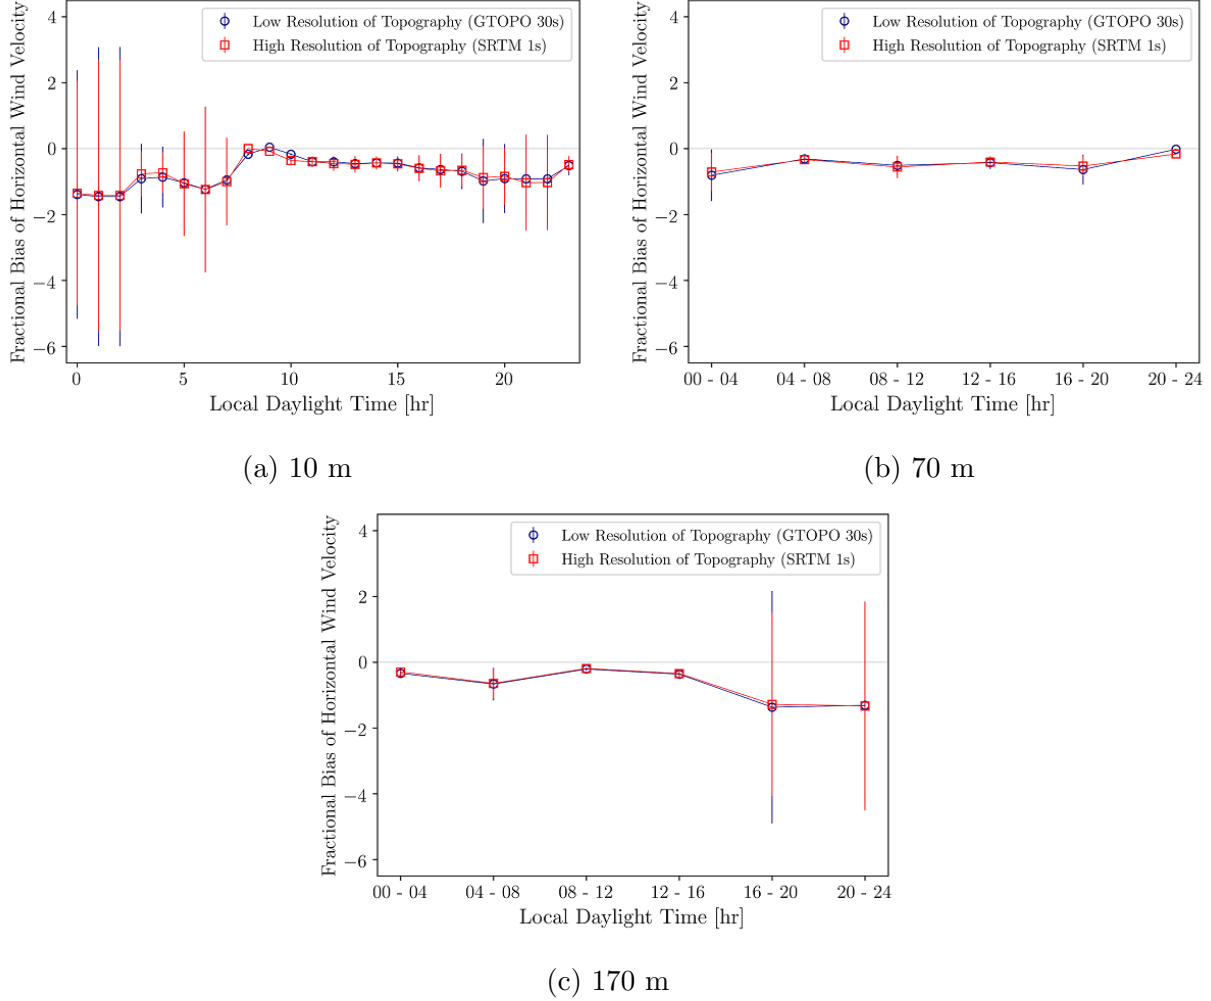 Fractional Bias of Horizontal Wind Velocity
4
2
0
−2
−4
−6
Low Resolution of Topography (GTOPO 30s)
High Resolution of Topography (SRTM 1s)
0 5 10 15 20
Local Daylight Time [hr]
(a) 10 m
Fractional Bias of Horizontal Wind Velocity
4
2
0
−2
−4
−6
Low Resolution of Topography (GTOPO 30s)
High Resolution of Topography (SRTM 1s)
00 - 04 04 - 08 08 - 12 12 - 16 16 - 20 20 - 24
Local Daylight Time [hr]
(b) 70 m
Fractional Bias of Horizontal Wind Velocity
4
2
0
−2
−4
−6
Low Resolution of Topography (GTOPO 30s)
High Resolution of Topography (SRTM 1s)
00 - 04 04 - 08 08 - 12 12 - 16 16 - 20 20 - 24
Local Daylight Time [hr]
(c) 170 m